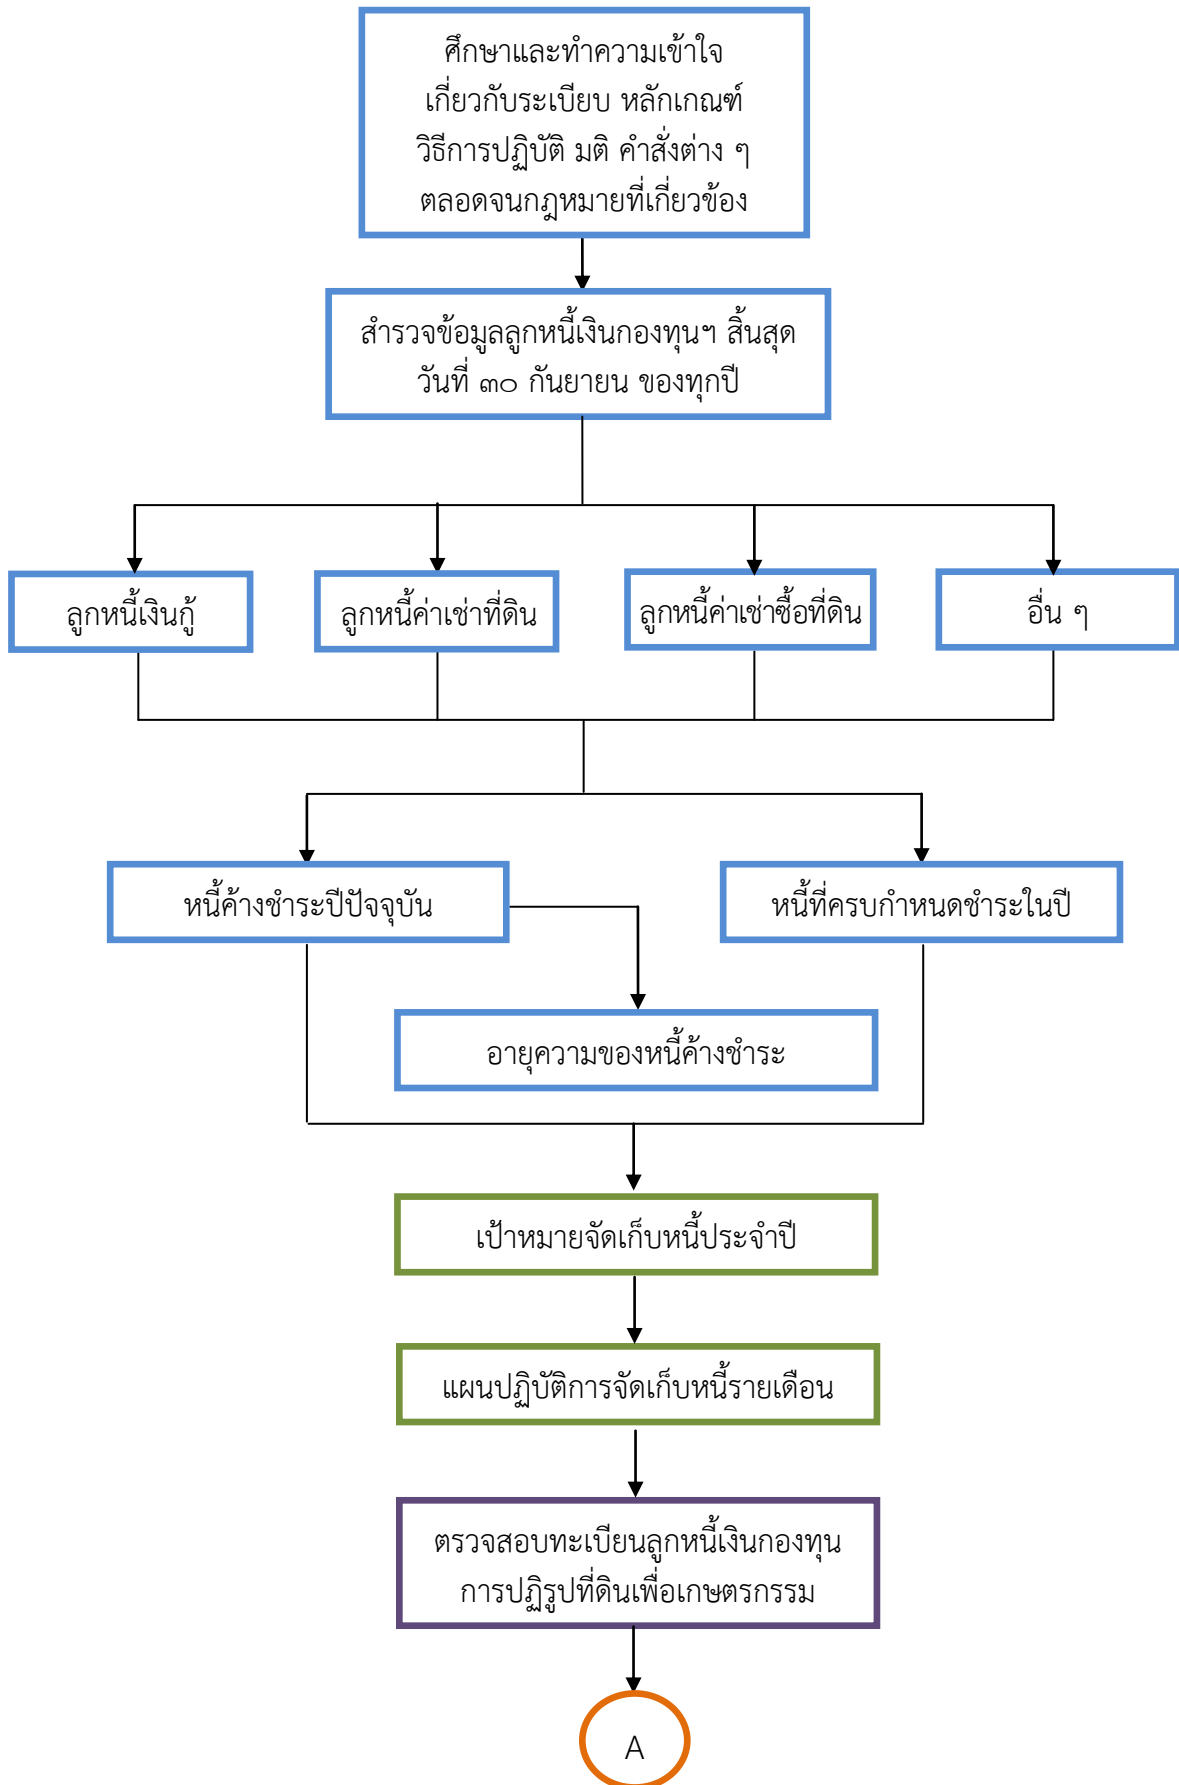 ศึกษาและทำความเข้าใจ
เกี่ยวกับระเบียบ หลักเกณฑ์
วิธีการปฏิบัติ มติ คำสั่งต่าง ๆ
ตลอดจนกฎหมายที่เกี่ยวข้อง
สำรวจข้อมูลลูกหนี้เงินกองทุนฯ สิ้นสุด
วันที่ ๓๐ กันยายน ของทุกปี
ลูกหนี้เงินกู้
ลูกหนี้ค่าเช่าที่ดิน
ลูกหนี้ค่าเช่าซื้อที่ดิน
อื่น ๆ
หนี้ค้างชำระปีปัจจุบัน
หนี้ที่ครบกำหนดชำระในปี
อายุความของหนี้ค้างชำระ
เป้าหมายจัดเก็บหนี้ประจำปี
แผนปฏิบัติการจัดเก็บหนี้รายเดือน
ตรวจสอบทะเบียนลูกหนี้เงินกองทุน
การปฏิรูปที่ดินเพื่อเกษตรกรรม
A